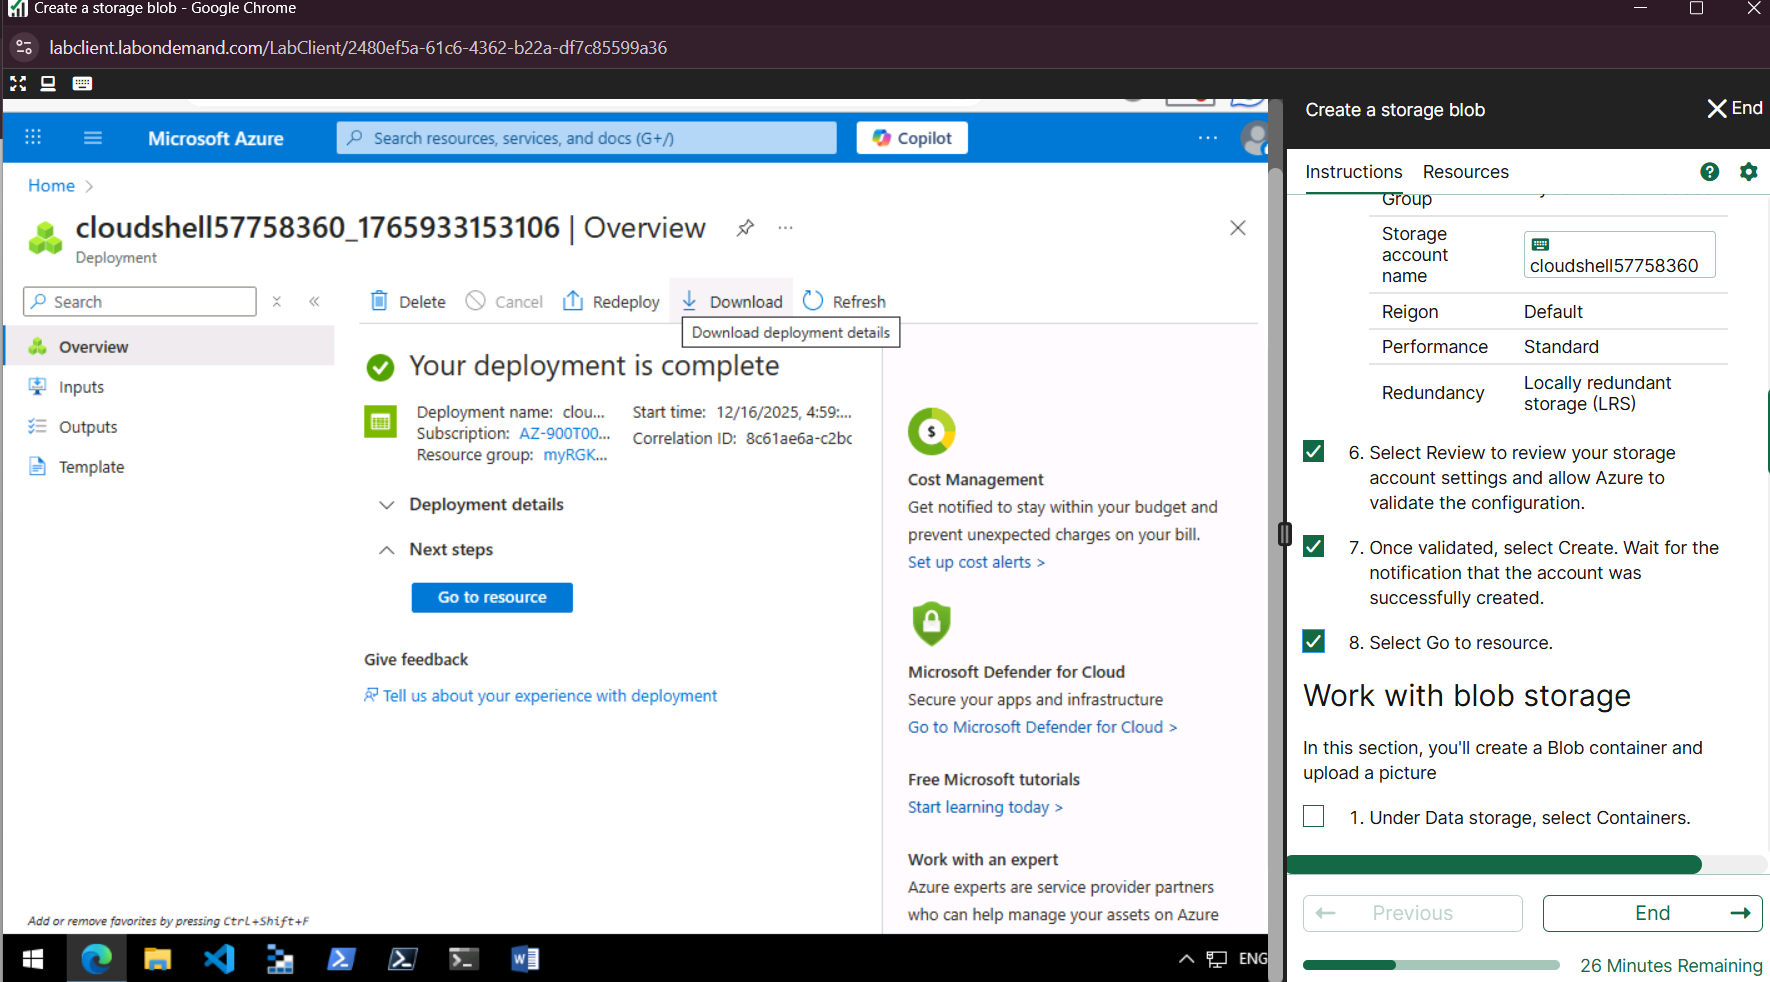 Create a storage blob - Google Chrome
labclient.labondemand.com/LabClient/2480ef5a-61c6-4362-b22a-df7c85599a36
Microsoft Azure
Search resources, services, and docs (G+/)
Copilot
Home
cloudshell57758360_1765933153106 | Overview
Deployment
Search
Delete
Cancel
Redeploy
Download
Refresh
Download deployment details
Overview
Inputs
Outputs
Template
Your deployment is complete
Deployment name: clou...
Subscription: AZ-900T00...
Resource group: myRGK...
Start time: 12/16/2025, 4:59:...
Correlation ID: 8c61ae6a-c2bc
Deployment details
Next steps
Go to resource
Give feedback
Tell us about your experience with deployment
Cost Management
Get notified to stay within your budget and
prevent unexpected charges on your bill.
Set up cost alerts >
Microsoft Defender for Cloud
Secure your apps and infrastructure
Go to Microsoft Defender for Cloud >
Free Microsoft tutorials
Start learning today >
Work with an expert
Azure experts are service provider partners
who can help manage your assets on Azure
Add or remove favorites by pressing Ctrl+Shift+F
ENG
Create a storage blob
End
Instructions
Resources
Group
Storage
account
name
cloudshell57758360
Reigon Default
Performance Standard
Redundancy
Locally redundant
storage (LRS)
6. Select Review to review your storage
account settings and allow Azure to
validate the configuration.
7. Once validated, select Create. Wait for the
notification that the account was
successfully created.
8. Select Go to resource.
Work with blob storage
In this section, you'll create a Blob container and
upload a picture
1. Under Data storage, select Containers.
Previous
End
26 Minutes Remaining